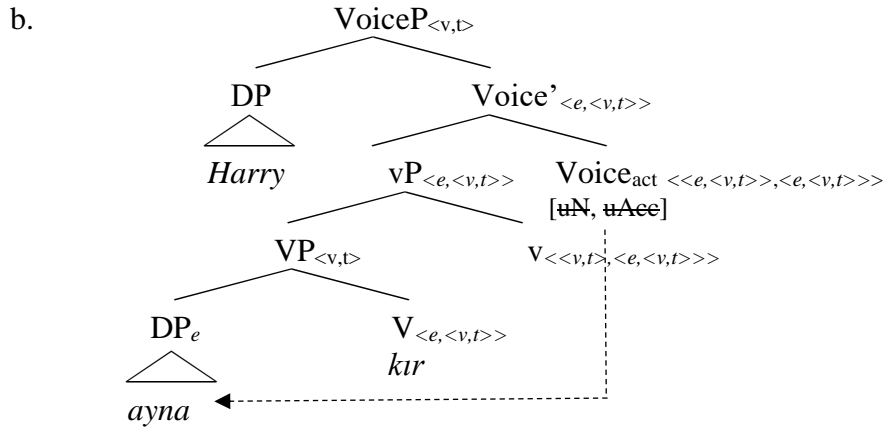 b. VoiceP<v,t>
DP Voice’<e,<v,t>>
Harry vP<e,<v,t>> Voiceact <<e,<v,t>>,<e,<v,t>>>
[uN, uAcc]
VP<v,t> v<<v,t>,<e,<v,t>>>
DPe V<e,<v,t>>
kır
ayna